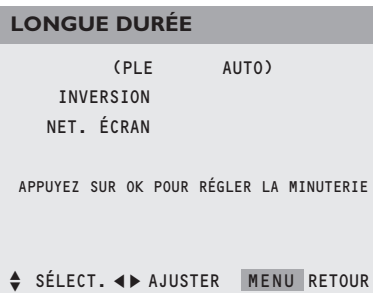 LONGUE DURÉE
(PLE AUTO)
INVERSION
NET. ÉCRAN
APPUYEZ SUR OK POUR RÉGLER LA MINUTERIE
SÉLECT. AJUSTER MENU RETOUR